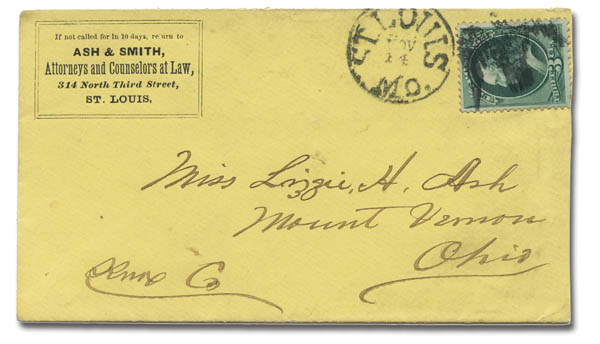 If not called for in 10 days, return to
ASH & SMITH,
Attorneys and Counselors at Law,
314 North Third Street,
ST. LOUIS,
ST. LOUIS
NOV
MO.
Miss Lizzie, H. Ash
Mount Vernon
Ohio
Knox Co